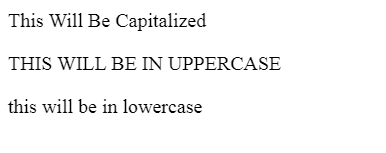 This Will Be Capitalized
THIS WILL BE IN UPPERCASE
this will be in lowercase